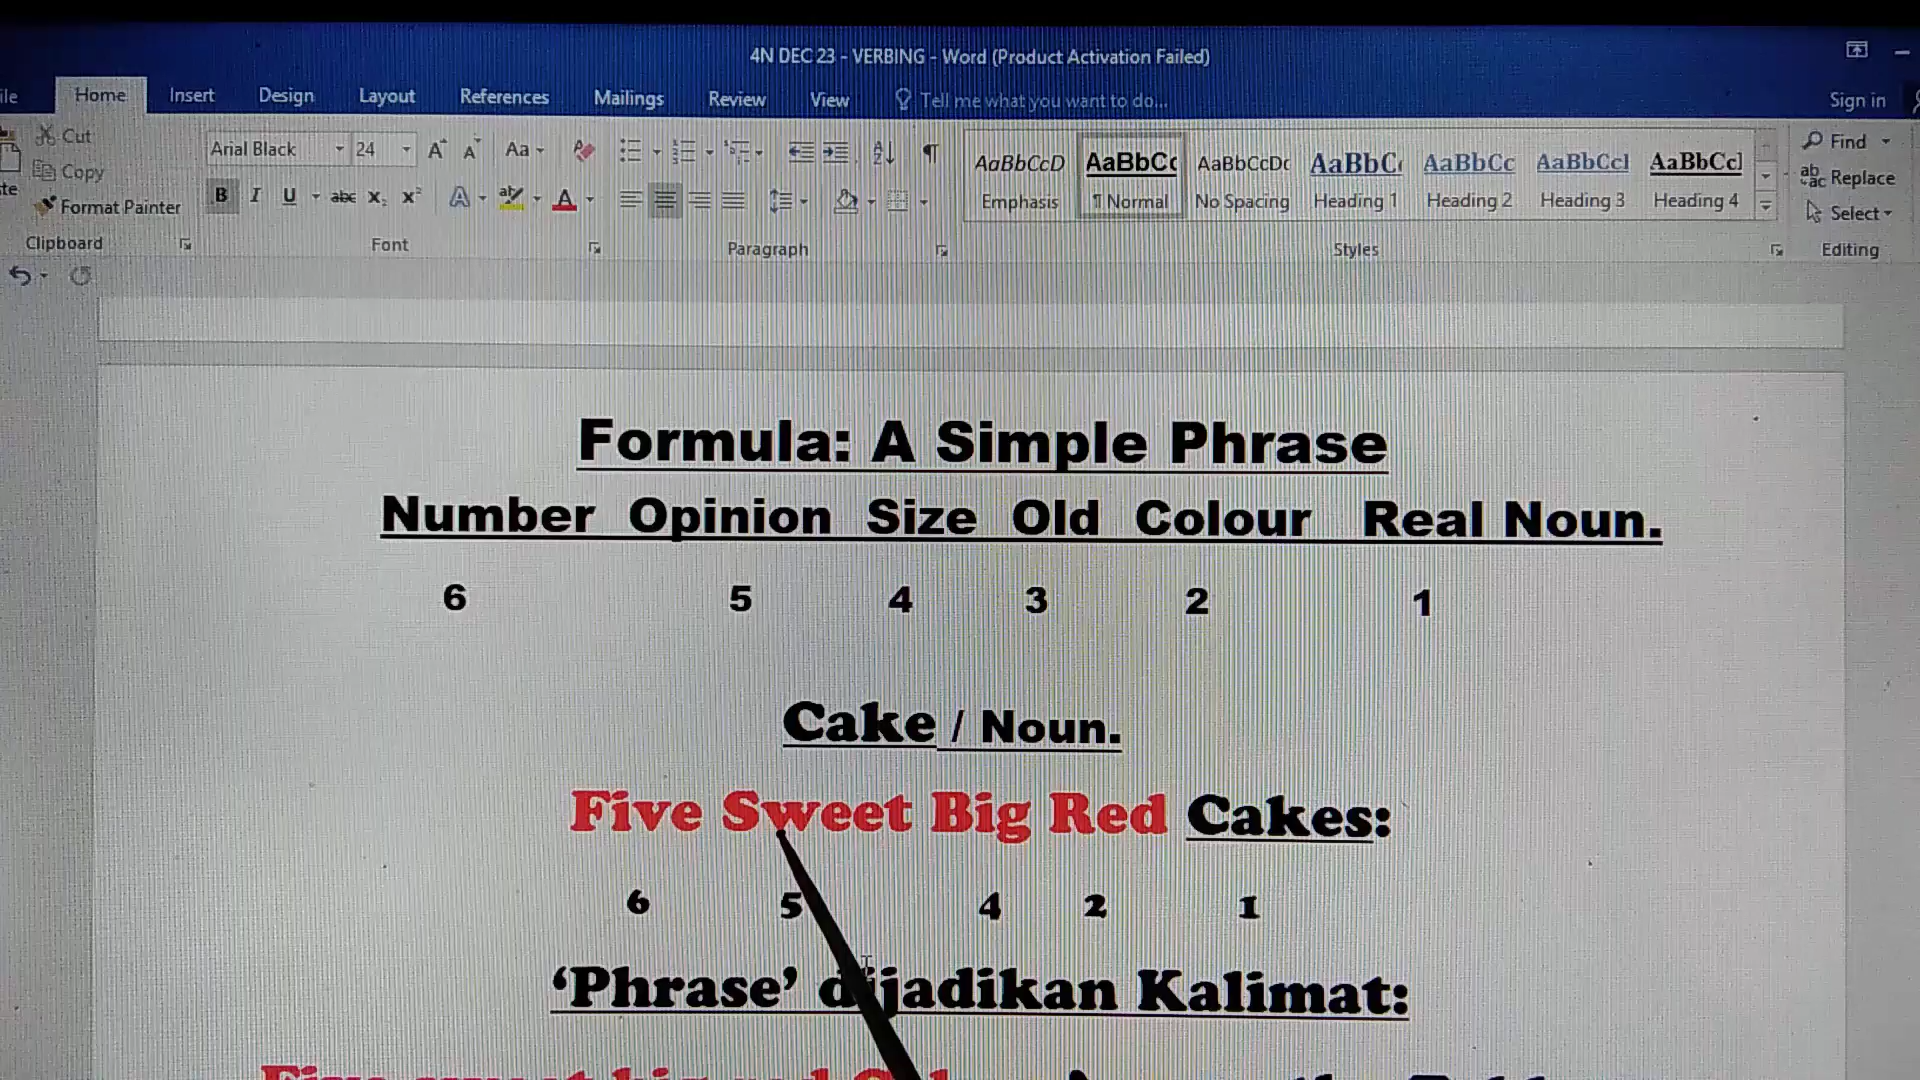 4N DEC 23 - VERBING - Word (Product Activation Failed)
Home Insert Design Layout References Mailings Review View Tell me what you want to do... Sign in
Cut
Copy
Format Painter
Clipboard
Arial Black 24
Font
Paragraph
AaBbCcD AaBbCc AaBbCcDc AaBbC AaBbCc AaBbCcI AaBbCcI
Emphasis ¶ Normal No Spacing Heading 1 Heading 2 Heading 3 Heading 4
Styles
Find
Replace
Select
Editing
Formula: A Simple Phrase
Number Opinion Size Old Colour Real Noun.
6 5 4 3 2 1
Cake / Noun.
Five Sweet Big Red Cakes:
6 5 4 2 1
‘Phrase’ dijadikan Kalimat: